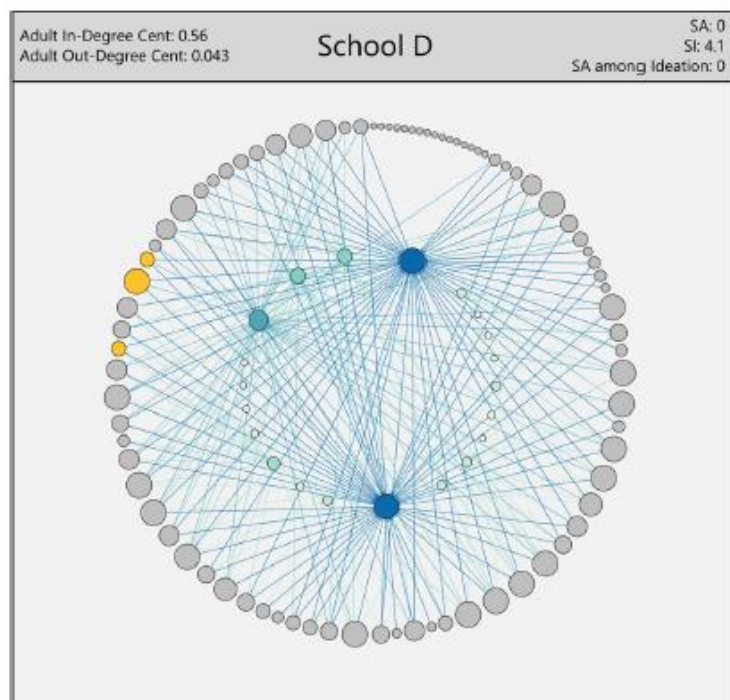 Adult In-Degree Cent: 0.56
Adult Out-Degree Cent: 0.043
School D
SA: 0
SI: 4.1
SA among Ideation: 0